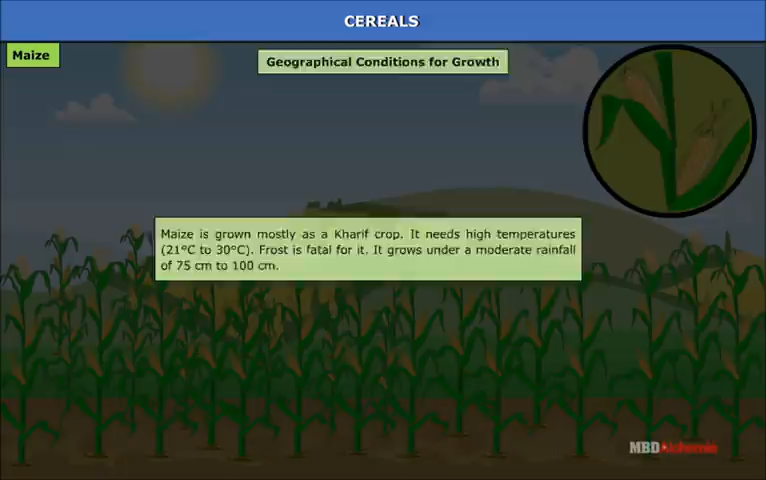 CEREALS
Maize
Geographical Conditions for Growth
Maize is grown mostly as a Kharif crop. It needs high temperatures
(21°C to 30°C). Frost is fatal for it. It grows under a moderate rainfall
of 75 cm to 100 cm.
MBDAlchemie